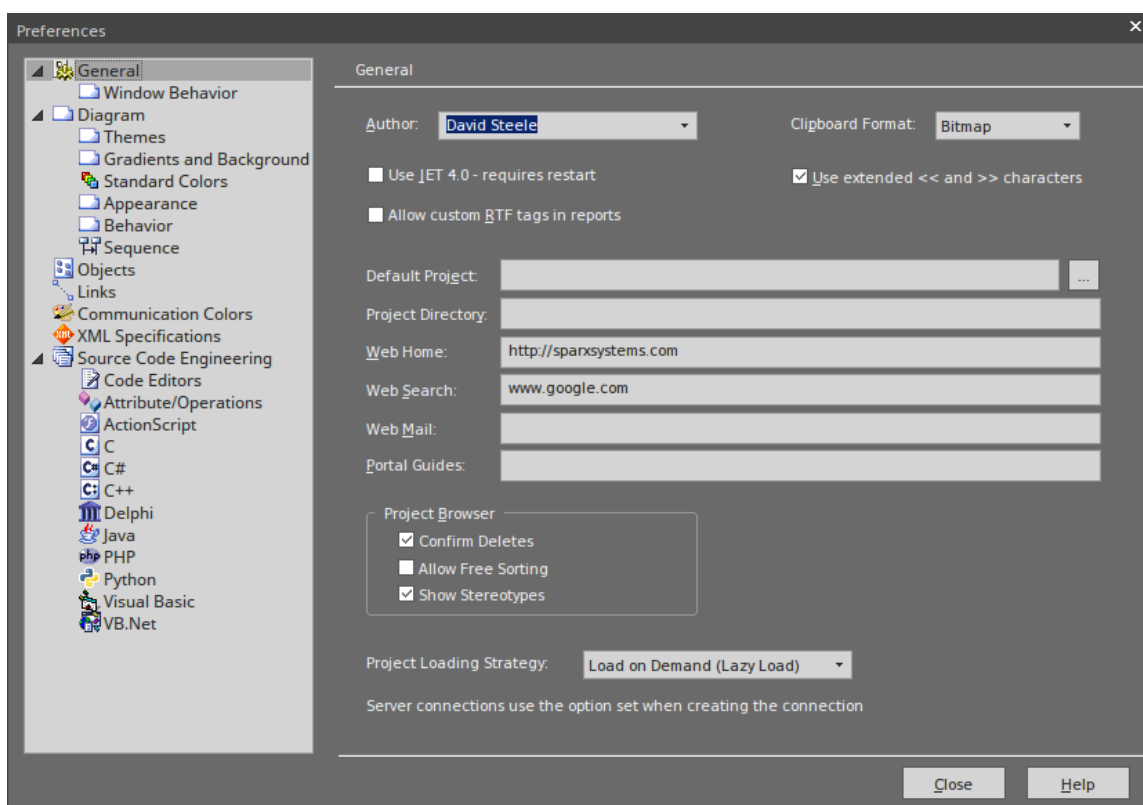 Preferences
General
Window Behavior
Diagram
Themes
Gradients and Background
Standard Colors
Appearance
Behavior
Sequence
Objects
Links
Communication Colors
XML Specifications
Source Code Engineering
Code Editors
Attribute/Operations
ActionScript
C
C#
C++
Delphi
Java
php PHP
Python
Visual Basic
VB.Net
General
Author: David Steele Clipboard Format: Bitmap
Use JET 4.0 - requires restart Use extended << and >> characters
Allow custom RTF tags in reports
Default Project: ...
Project Directory:
Web Home: http://sparxsystems.com
Web Search: www.google.com
Web Mail:
Portal Guides:
Project Browser
Confirm Deletes
Allow Free Sorting
Show Stereotypes
Project Loading Strategy: Load on Demand (Lazy Load)
Server connections use the option set when creating the connection
Close Help